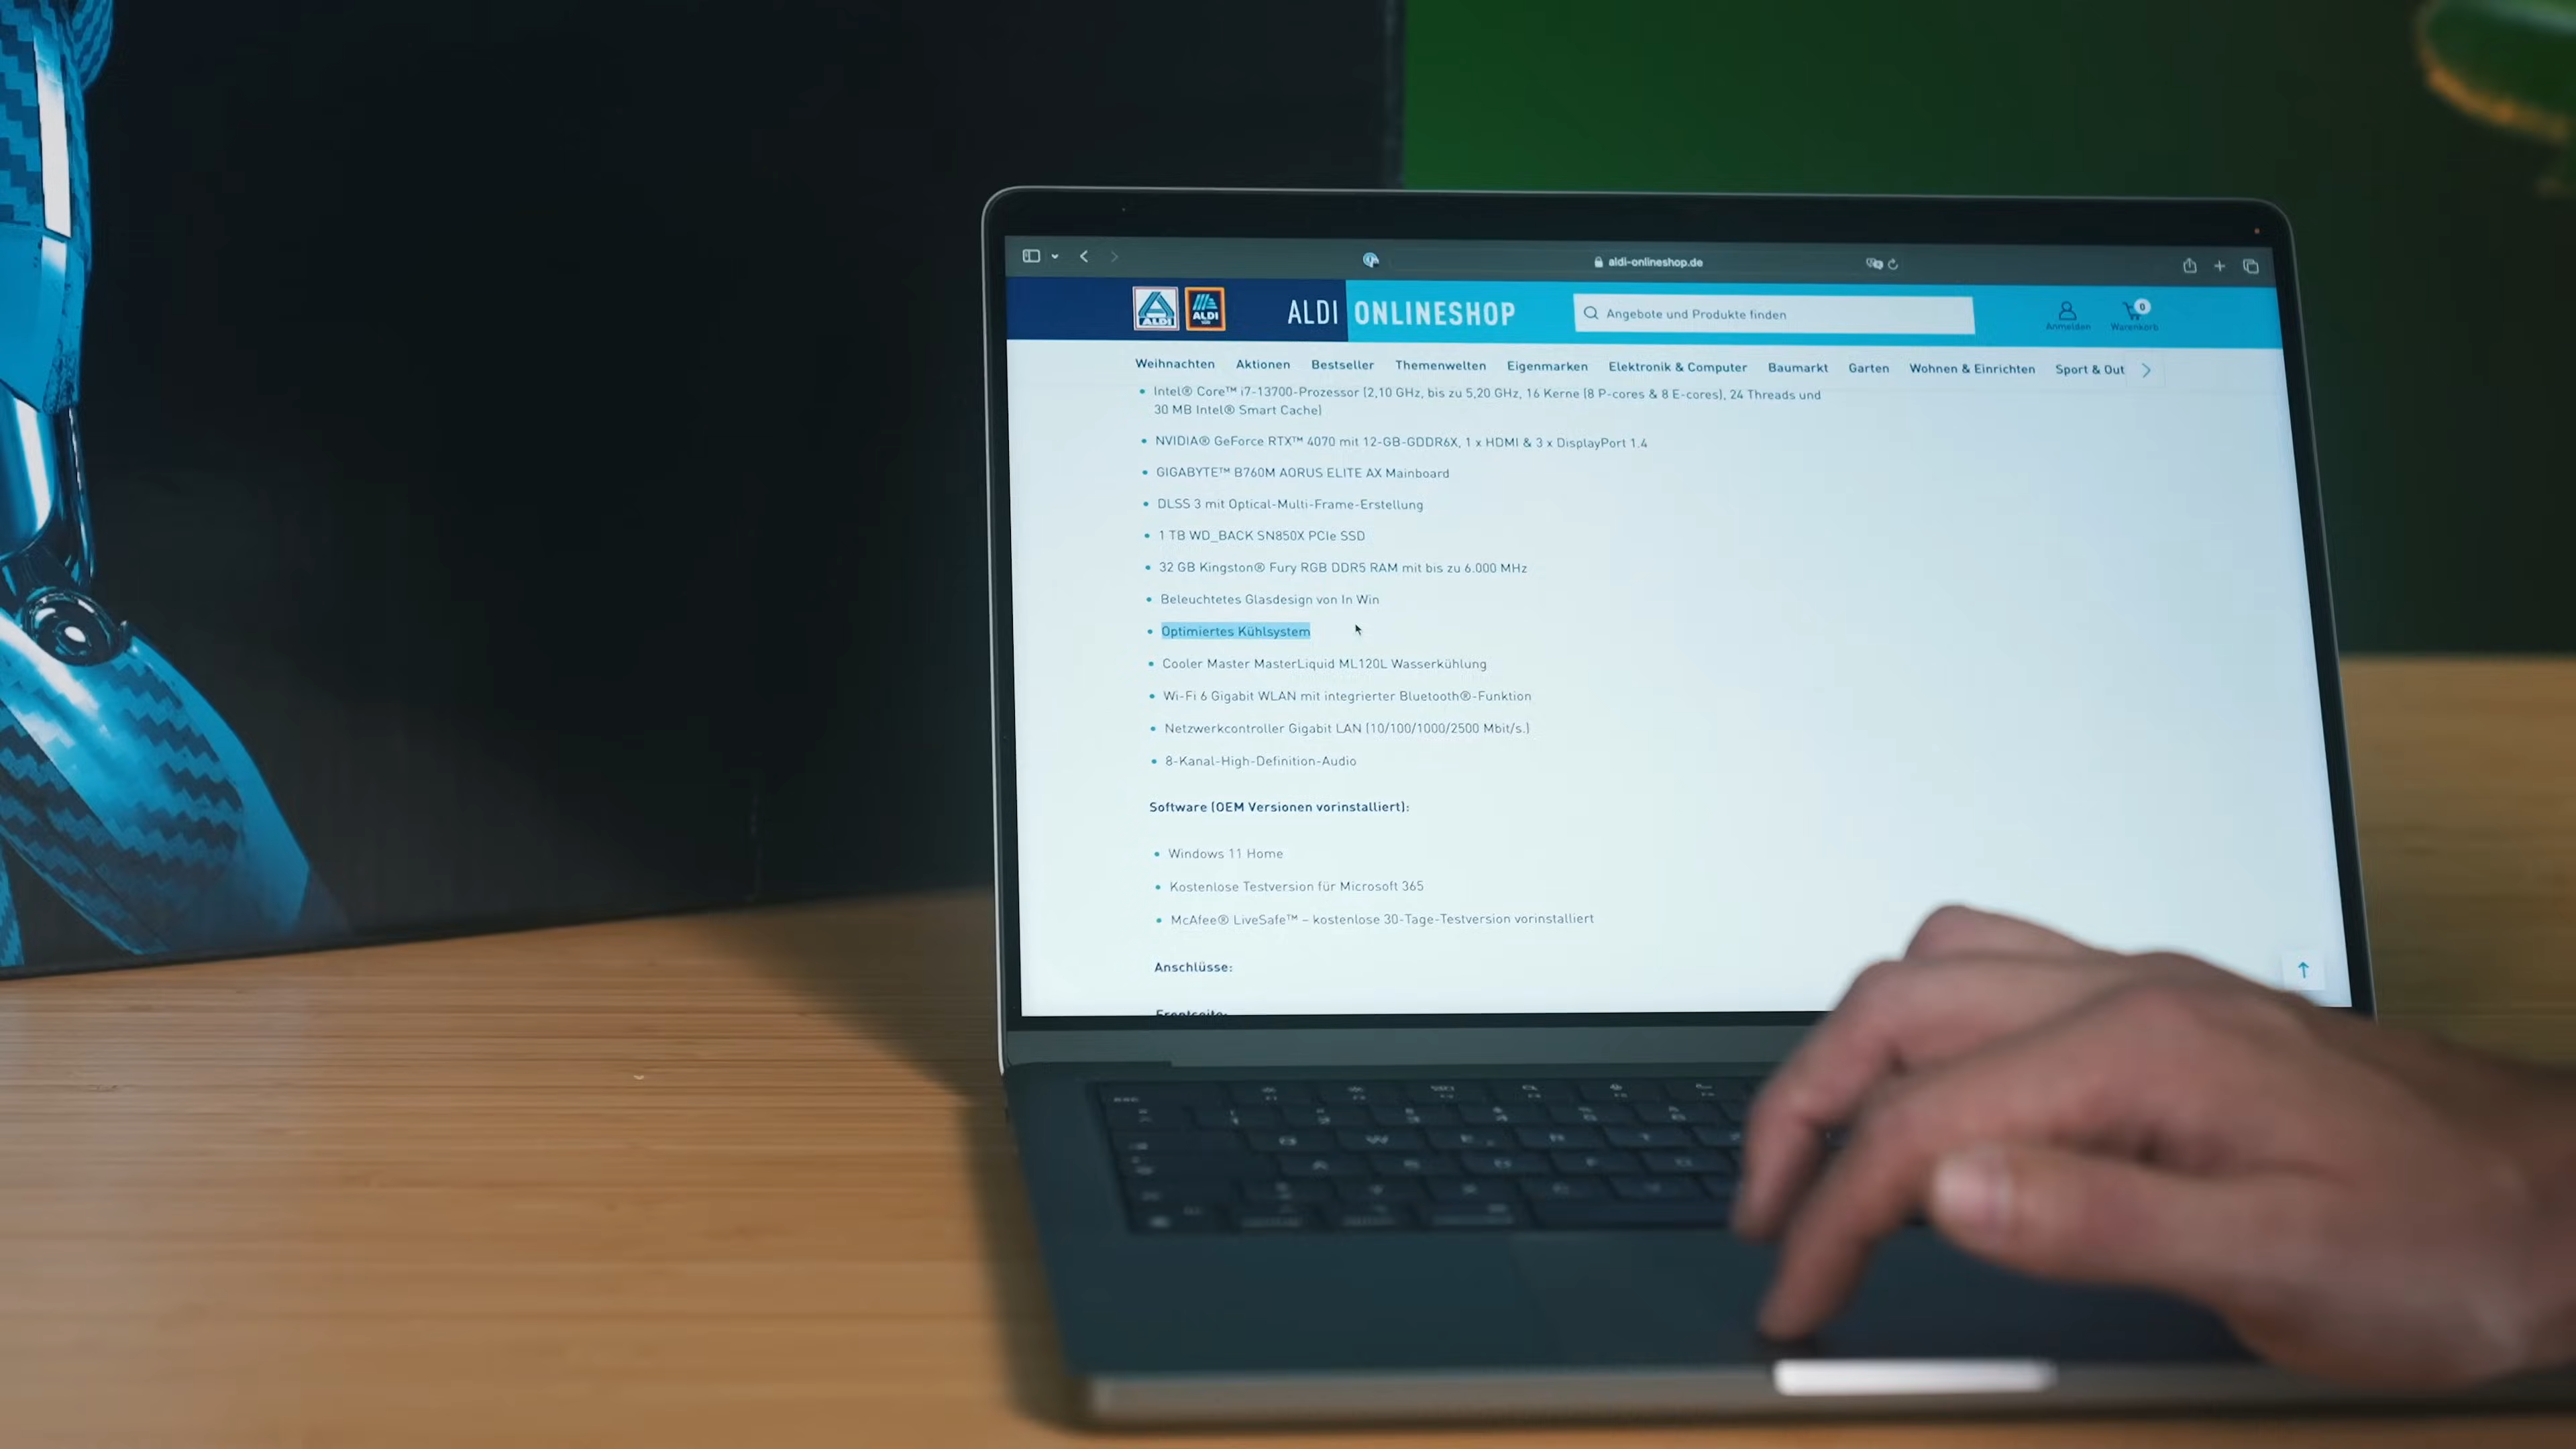 aldi-onlineshop.de
ALDI
ALDI
ALDI ONLINESHOP
Angebote und Produkte finden
Anmelden
0
Warenkorb
Weihnachten Aktionen Bestseller Themenwelten Eigenmarken Elektronik & Computer Baumarkt Garten Wohnen & Einrichten Sport & Out
Intel® Core™ i7-13700-Prozessor (2,10 GHz, bis zu 5,20 GHz, 16 Kerne (8 P-cores & 8 E-cores), 24 Threads und
30 MB Intel® Smart Cache)
NVIDIA® GeForce RTX™ 4070 mit 12-GB-GDDR6X, 1 x HDMI & 3 x DisplayPort 1.4
GIGABYTE™ B760M AORUS ELITE AX Mainboard
DLSS 3 mit Optical-Multi-Frame-Erstellung
1 TB WD_BACK SN850X PCIe SSD
32 GB Kingston® Fury RGB DDR5 RAM mit bis zu 6.000 MHz
Beleuchtetes Glasdesign von In Win
Optimiertes Kühlsystem
Cooler Master MasterLiquid ML120L Wasserkühlung
Wi-Fi 6 Gigabit WLAN mit integrierter Bluetooth®-Funktion
Netzwerkcontroller Gigabit LAN (10/100/1000/2500 Mbit/s.)
8-Kanal-High-Definition-Audio
Software (OEM Versionen vorinstalliert):
Windows 11 Home
Kostenlose Testversion für Microsoft 365
McAfee® LiveSafe™ – kostenlose 30-Tage-Testversion vorinstalliert
Anschlüsse:
Frontseite: